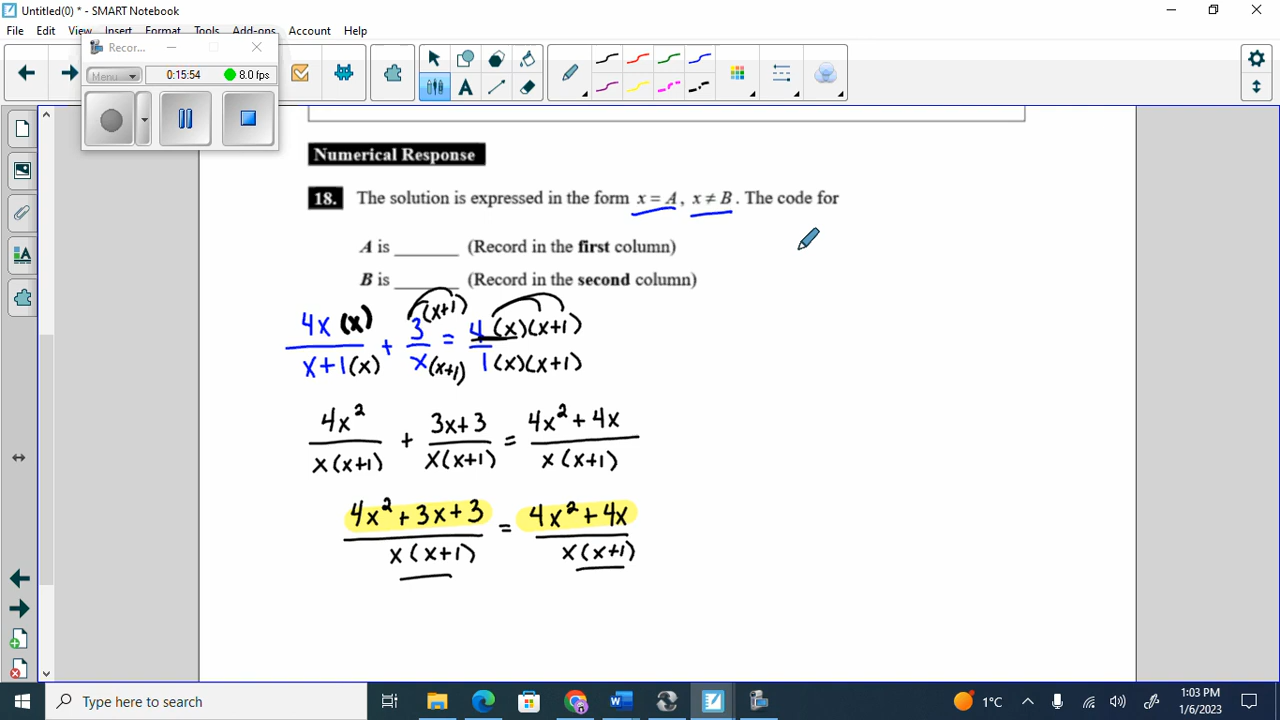 Untitled(0) * - SMART Notebook
File Edit View Insert Format Tools Add-ons Account Help
Recor...
Menu 0:15:54 8.0 fps
Numerical Response
18. The solution is expressed in the form x = A, x ≠ B. The code for
A is ______ (Record in the first column)
B is ______ (Record in the second column)
4x (x) / x+1(x) + 3(x+1) / x(x+1) = 4(x)(x+1) / 1(x)(x+1)
4x² / x(x+1) + 3x+3 / x(x+1) = 4x²+4x / x(x+1)
4x²+3x+3 / x(x+1) = 4x²+4x / x(x+1)
Type here to search
1°C
1:03 PM
1/6/2023